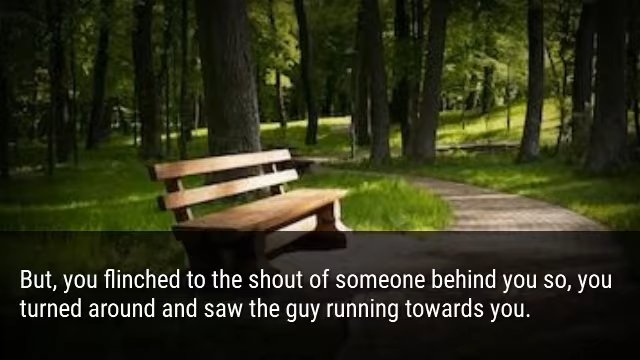 But, you flinched to the shout of someone behind you so, you
turned around and saw the guy running towards you.